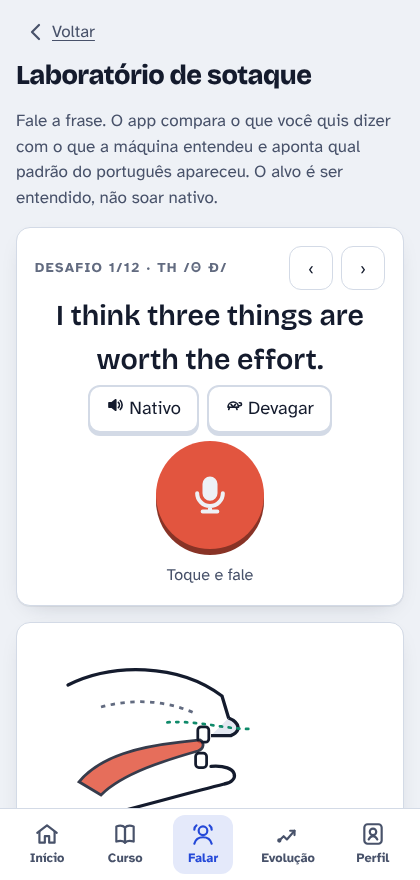 Voltar
Laboratório de sotaque
Fale a frase. O app compara o que você quis dizer
com o que a máquina entendeu e aponta qual
padrão do português apareceu. O alvo é ser
entendido, não soar nativo.
DESAFIO 1/12 · TH /Θ Ð/
‹ ›
I think three things are
worth the effort.
Nativo Devagar
Toque e fale
Início Curso Falar Evolução Perfil